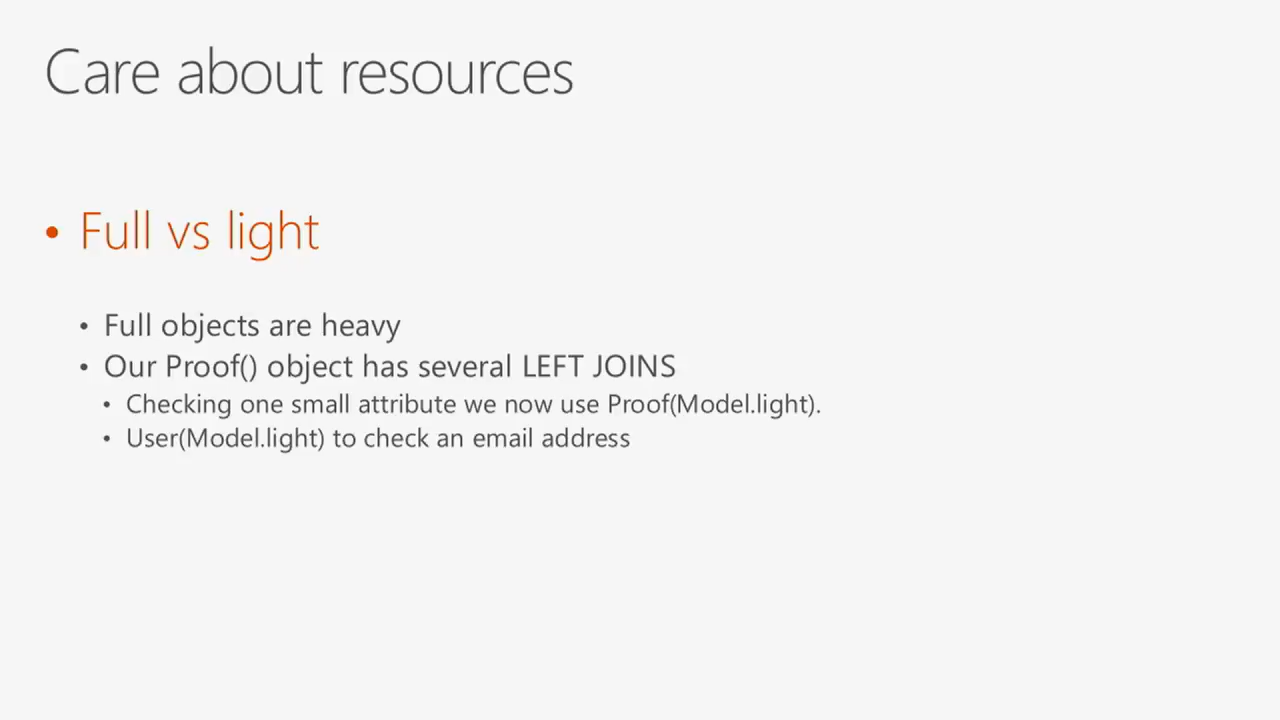 Care about resources
• Full vs light
• Full objects are heavy
• Our Proof() object has several LEFT JOINS
• Checking one small attribute we now use Proof(Model.light).
• User(Model.light) to check an email address